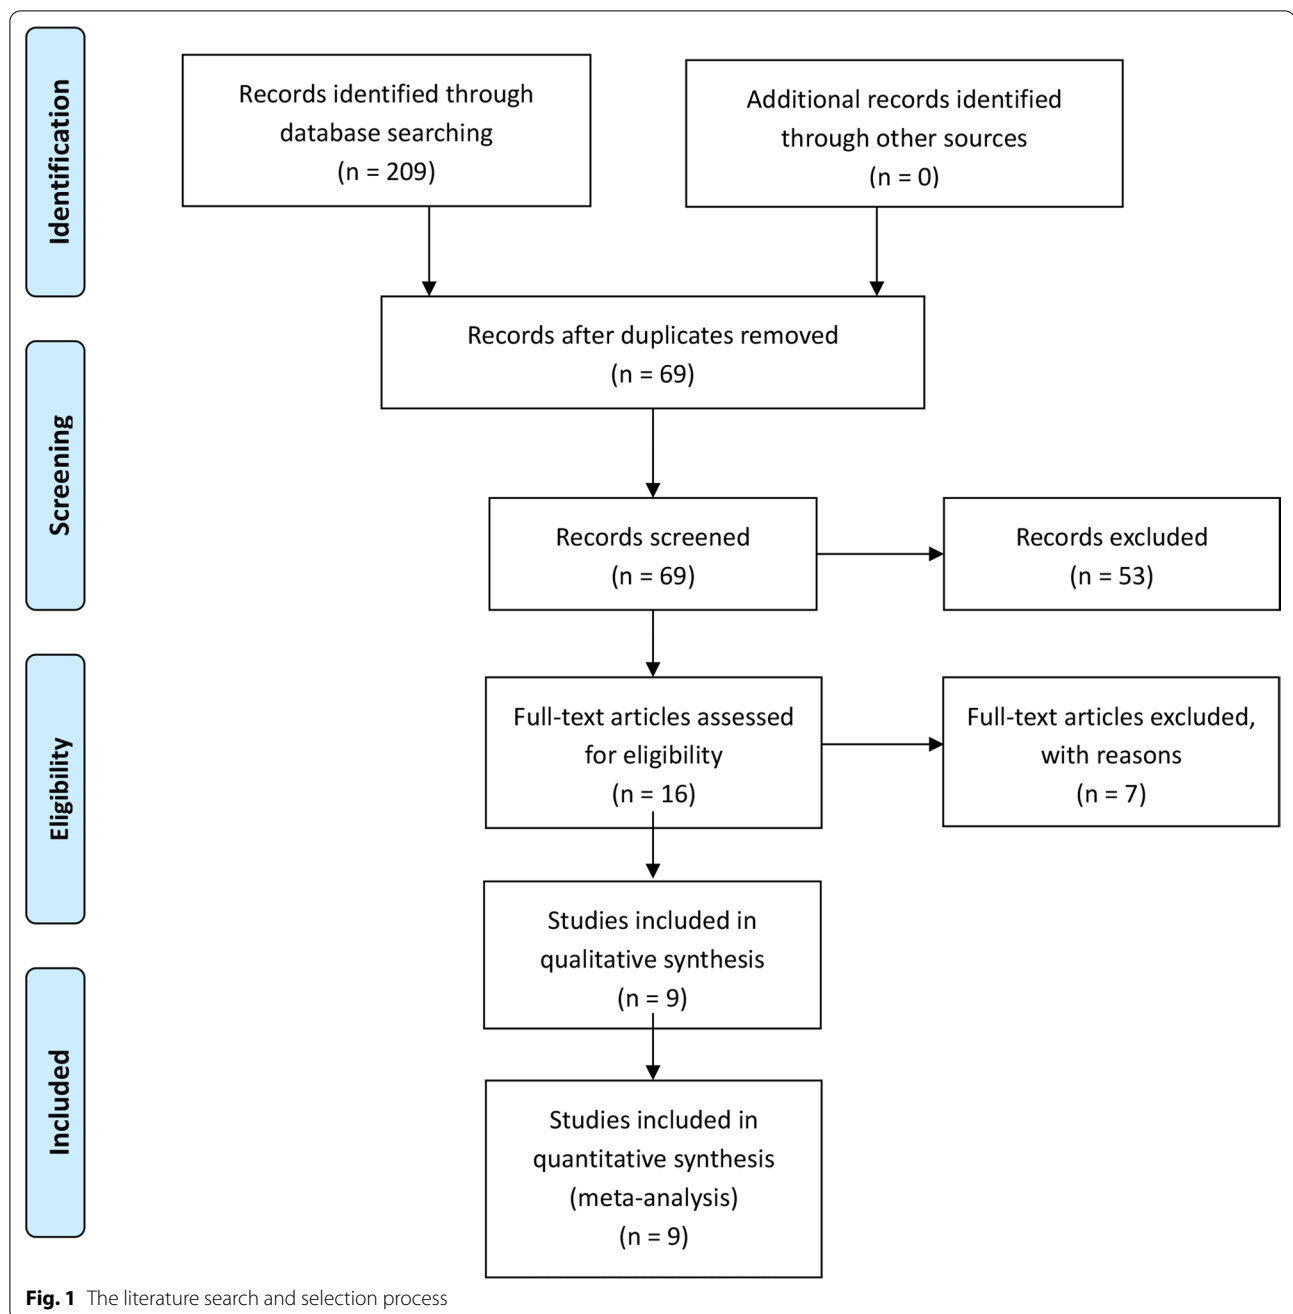 Identification
Records identified through
database searching
(n = 209)
Additional records identified
through other sources
(n = 0)
Records after duplicates removed
(n = 69)
Screening
Records screened
(n = 69)
Records excluded
(n = 53)
Eligibility
Full-text articles assessed
for eligibility
(n = 16)
Full-text articles excluded,
with reasons
(n = 7)
Studies included in
qualitative synthesis
(n = 9)
Included
Studies included in
quantitative synthesis
(meta-analysis)
(n = 9)
Fig. 1 The literature search and selection process